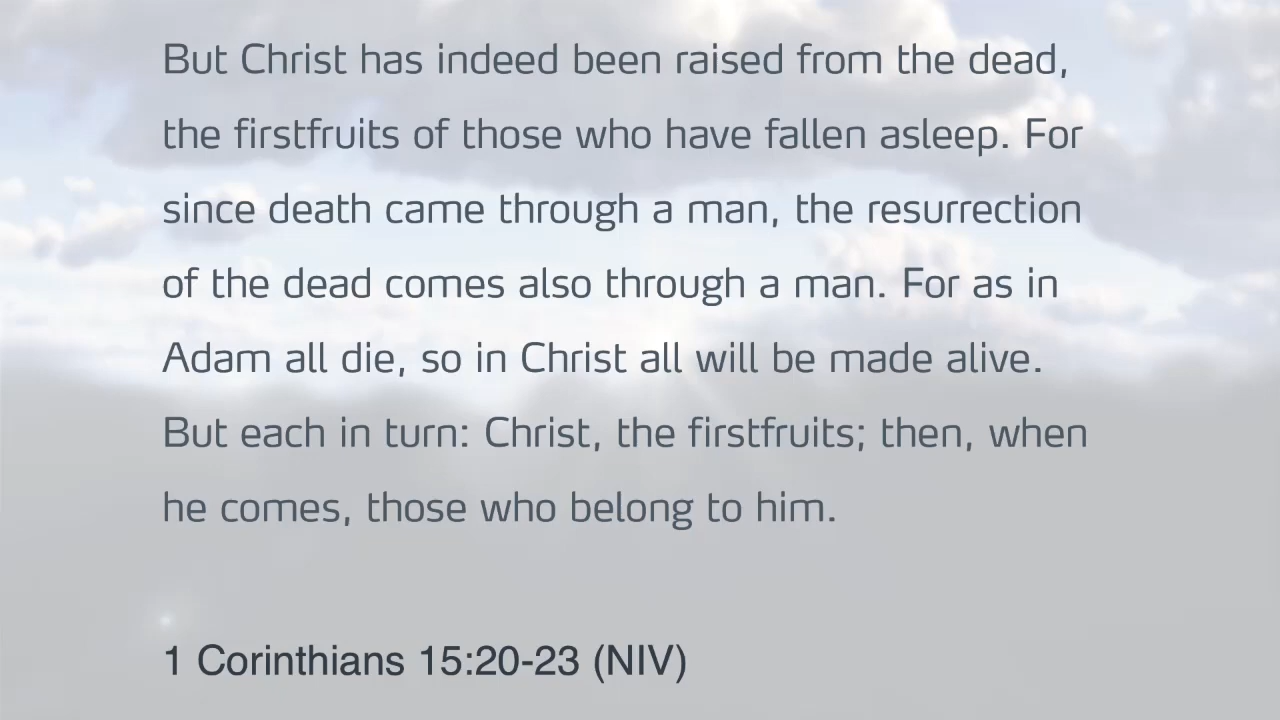 But Christ has indeed been raised from the dead,
the firstfruits of those who have fallen asleep. For
since death came through a man, the resurrection
of the dead comes also through a man. For as in
Adam all die, so in Christ all will be made alive.
But each in turn: Christ, the firstfruits; then, when
he comes, those who belong to him.
1 Corinthians 15:20-23 (NIV)